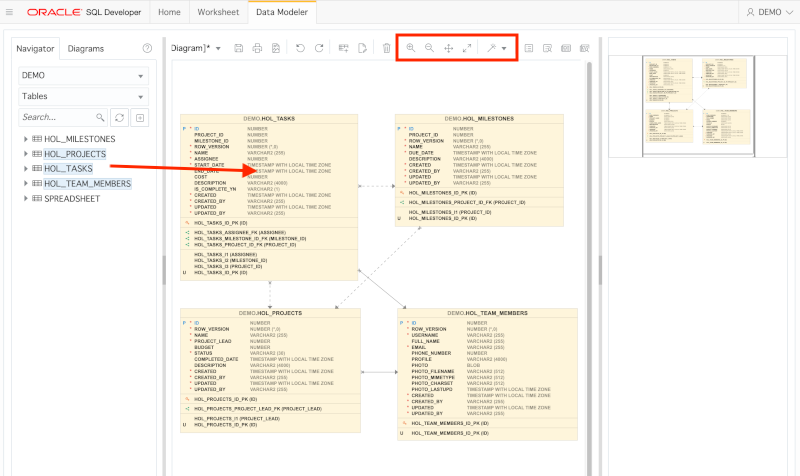 ORACLE SQL Developer Home Worksheet Data Modeler DEMO
Navigator Diagrams
Diagram]*
DEMO
Tables
Search...
HOL_MILESTONES
HOL_PROJECTS
HOL_TASKS
HOL_TEAM_MEMBERS
SPREADSHEET
DEMO.HOL_TASKS
P * ID NUMBER
PROJECT_ID NUMBER
MILESTONE_ID NUMBER
* ROW_VERSION NUMBER (*,0)
* NAME VARCHAR2 (255)
ASSIGNEE NUMBER
* START_DATE TIMESTAMP WITH LOCAL TIME ZONE
END_DATE TIMESTAMP WITH LOCAL TIME ZONE
COST NUMBER
DESCRIPTION VARCHAR2 (4000)
* IS_COMPLETE_YN VARCHAR2 (1)
* CREATED TIMESTAMP WITH LOCAL TIME ZONE
* CREATED_BY VARCHAR2 (255)
* UPDATED TIMESTAMP WITH LOCAL TIME ZONE
* UPDATED_BY VARCHAR2 (255)
HOL_TASKS_ID_PK (ID)
HOL_TASKS_ASSIGNEE_FK (ASSIGNEE)
HOL_TASKS_MILESTONE_ID_FK (MILESTONE_ID)
HOL_TASKS_PROJECT_ID_FK (PROJECT_ID)
HOL_TASKS_I1 (ASSIGNEE)
HOL_TASKS_I2 (MILESTONE_ID)
HOL_TASKS_I3 (PROJECT_ID)
U HOL_TASKS_ID_PK (ID)
DEMO.HOL_MILESTONES
P * ID NUMBER
PROJECT_ID NUMBER
* ROW_VERSION NUMBER (*,0)
* NAME VARCHAR2 (255)
* DUE_DATE TIMESTAMP WITH LOCAL TIME ZONE
DESCRIPTION VARCHAR2 (4000)
* CREATED TIMESTAMP WITH LOCAL TIME ZONE
* CREATED_BY VARCHAR2 (255)
* UPDATED TIMESTAMP WITH LOCAL TIME ZONE
* UPDATED_BY VARCHAR2 (255)
HOL_MILESTONES_ID_PK (ID)
HOL_MILESTONES_PROJECT_ID_FK (PROJECT_ID)
HOL_MILESTONES_I1 (PROJECT_ID)
U HOL_MILESTONES_ID_PK (ID)
DEMO.HOL_PROJECTS
P * ID NUMBER
* ROW_VERSION NUMBER (*,0)
* NAME VARCHAR2 (255)
* PROJECT_LEAD NUMBER
BUDGET NUMBER
* STATUS VARCHAR2 (30)
COMPLETED_DATE TIMESTAMP WITH LOCAL TIME ZONE
DESCRIPTION VARCHAR2 (4000)
* CREATED TIMESTAMP WITH LOCAL TIME ZONE
* CREATED_BY VARCHAR2 (255)
* UPDATED TIMESTAMP WITH LOCAL TIME ZONE
* UPDATED_BY VARCHAR2 (255)
HOL_PROJECTS_ID_PK (ID)
HOL_PROJECTS_PROJECT_LEAD_FK (PROJECT_LEAD)
HOL_PROJECTS_I1 (PROJECT_LEAD)
U HOL_PROJECTS_ID_PK (ID)
DEMO.HOL_TEAM_MEMBERS
P * ID NUMBER
* ROW_VERSION NUMBER (*,0)
* USERNAME VARCHAR2 (255)
FULL_NAME VARCHAR2 (255)
* EMAIL VARCHAR2 (255)
PHONE_NUMBER NUMBER
PROFILE VARCHAR2 (4000)
PHOTO BLOB
PHOTO_FILENAME VARCHAR2 (512)
PHOTO_MIMETYPE VARCHAR2 (512)
PHOTO_CHARSET VARCHAR2 (512)
PHOTO_LASTUPD TIMESTAMP WITH LOCAL TIME ZONE
* CREATED TIMESTAMP WITH LOCAL TIME ZONE
* CREATED_BY VARCHAR2 (255)
* UPDATED TIMESTAMP WITH LOCAL TIME ZONE
* UPDATED_BY VARCHAR2 (255)
HOL_TEAM_MEMBERS_ID_PK (ID)
U HOL_TEAM_MEMBERS_ID_PK (ID)